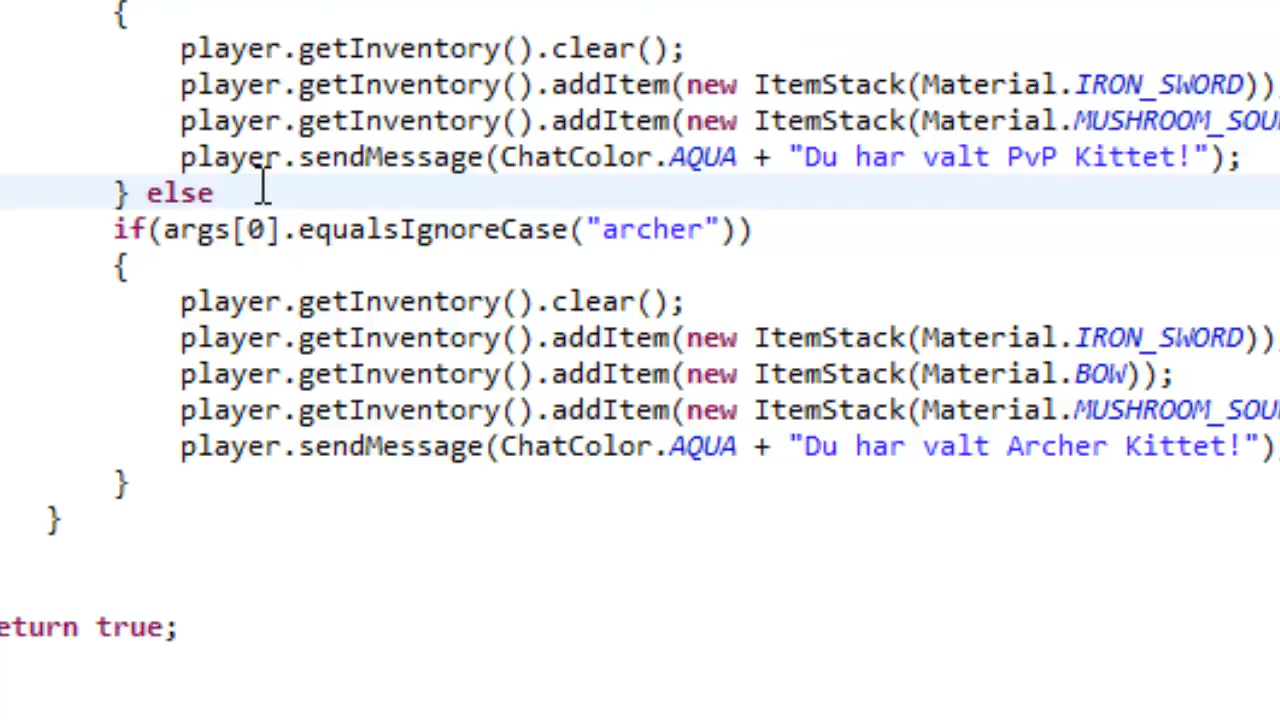 {
player.getInventory().clear();
player.getInventory().addItem(new ItemStack(Material.IRON_SWORD));
player.getInventory().addItem(new ItemStack(Material.MUSHROOM_SOU
player.sendMessage(ChatColor.AQUA + "Du har valt PvP Kittet!");
} else
if(args[0].equalsIgnoreCase("archer"))
{
player.getInventory().clear();
player.getInventory().addItem(new ItemStack(Material.IRON_SWORD));
player.getInventory().addItem(new ItemStack(Material.BOW));
player.getInventory().addItem(new ItemStack(Material.MUSHROOM_SOU
player.sendMessage(ChatColor.AQUA + "Du har valt Archer Kittet!");
}
}
eturn true;